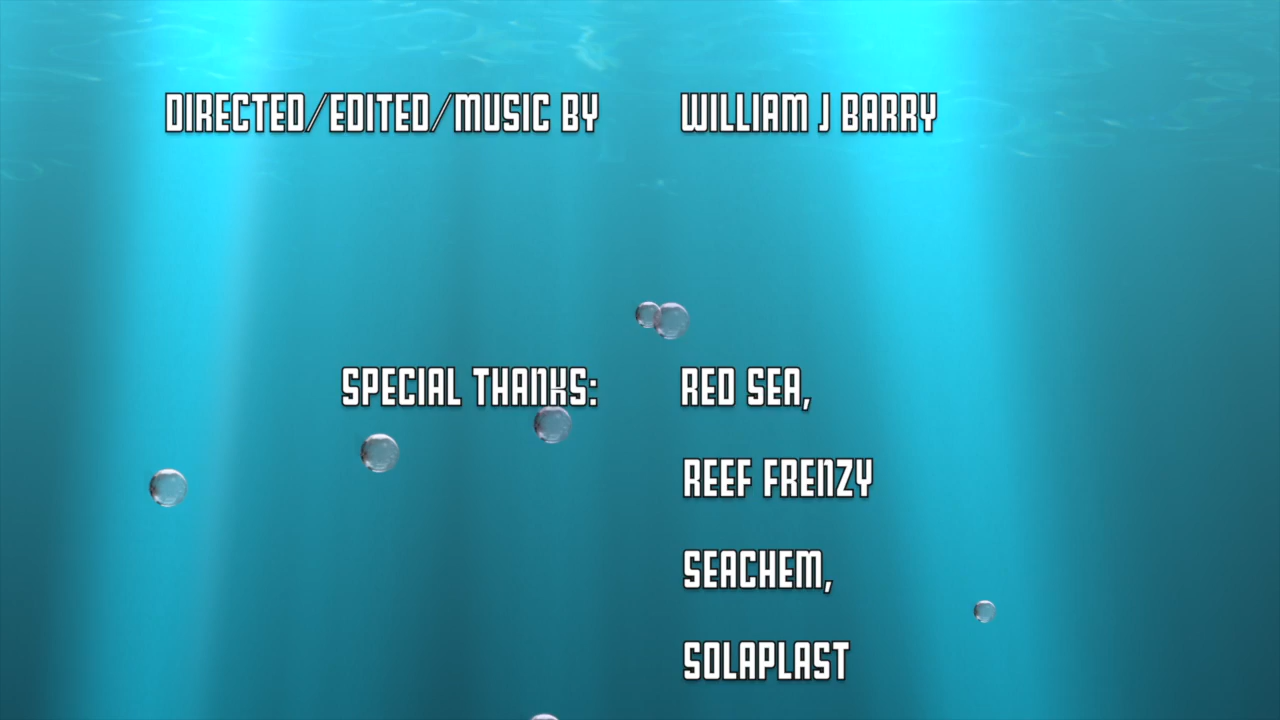 DIRECTED/EDITED/MUSIC BY WILLIAM J BARRY
SPECIAL THANKS: RED SEA,
REEF FRENZY
SEACHEM,
SOLAPLAST